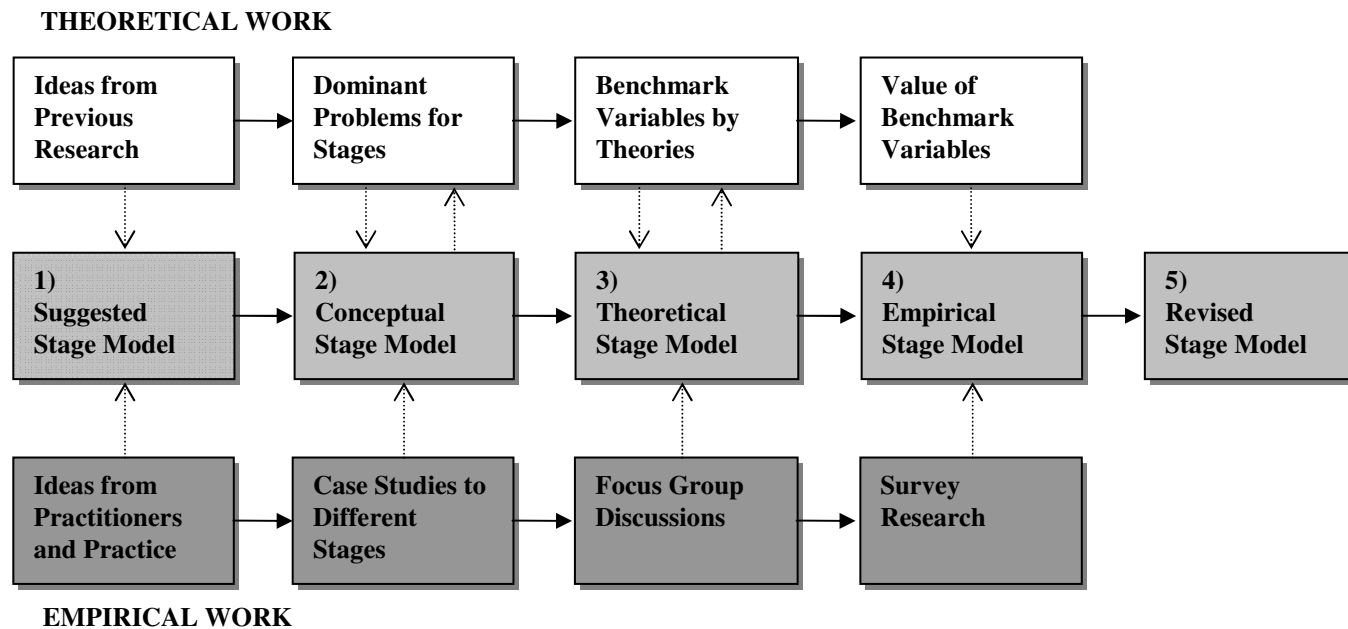 THEORETICAL WORK
Ideas from
Previous
Research
Dominant
Problems for
Stages
Benchmark
Variables by
Theories
Value of
Benchmark
Variables
1)
Suggested
Stage Model
2)
Conceptual
Stage Model
3)
Theoretical
Stage Model
4)
Empirical
Stage Model
5)
Revised
Stage Model
Ideas from
Practitioners
and Practice
Case Studies to
Different
Stages
Focus Group
Discussions
Survey
Research
EMPIRICAL WORK